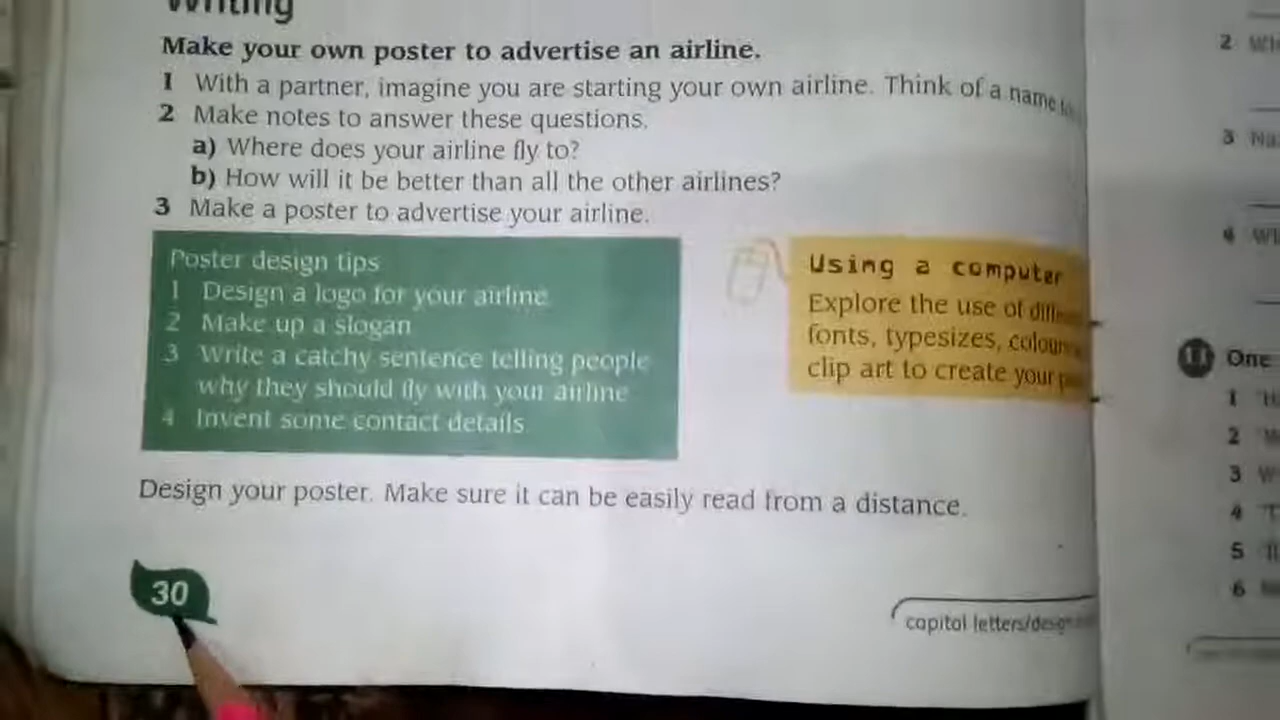 Writing
Make your own poster to advertise an airline.
1 With a partner, imagine you are starting your own airline. Think of a name
2 Make notes to answer these questions.
a) Where does your airline fly to?
b) How will it be better than all the other airlines?
3 Make a poster to advertise your airline.
Poster design tips
1 Design a logo for your airline
2 Make up a slogan
3 Write a catchy sentence telling people
why they should fly with your airline
4 Invent some contact details
Using a computer
Explore the use of
fonts, typesizes,
clip art to create your
Design your poster. Make sure it can be easily read from a distance.
30
capital letters/
2
3
4
11 One
1
2
3
4
5
6